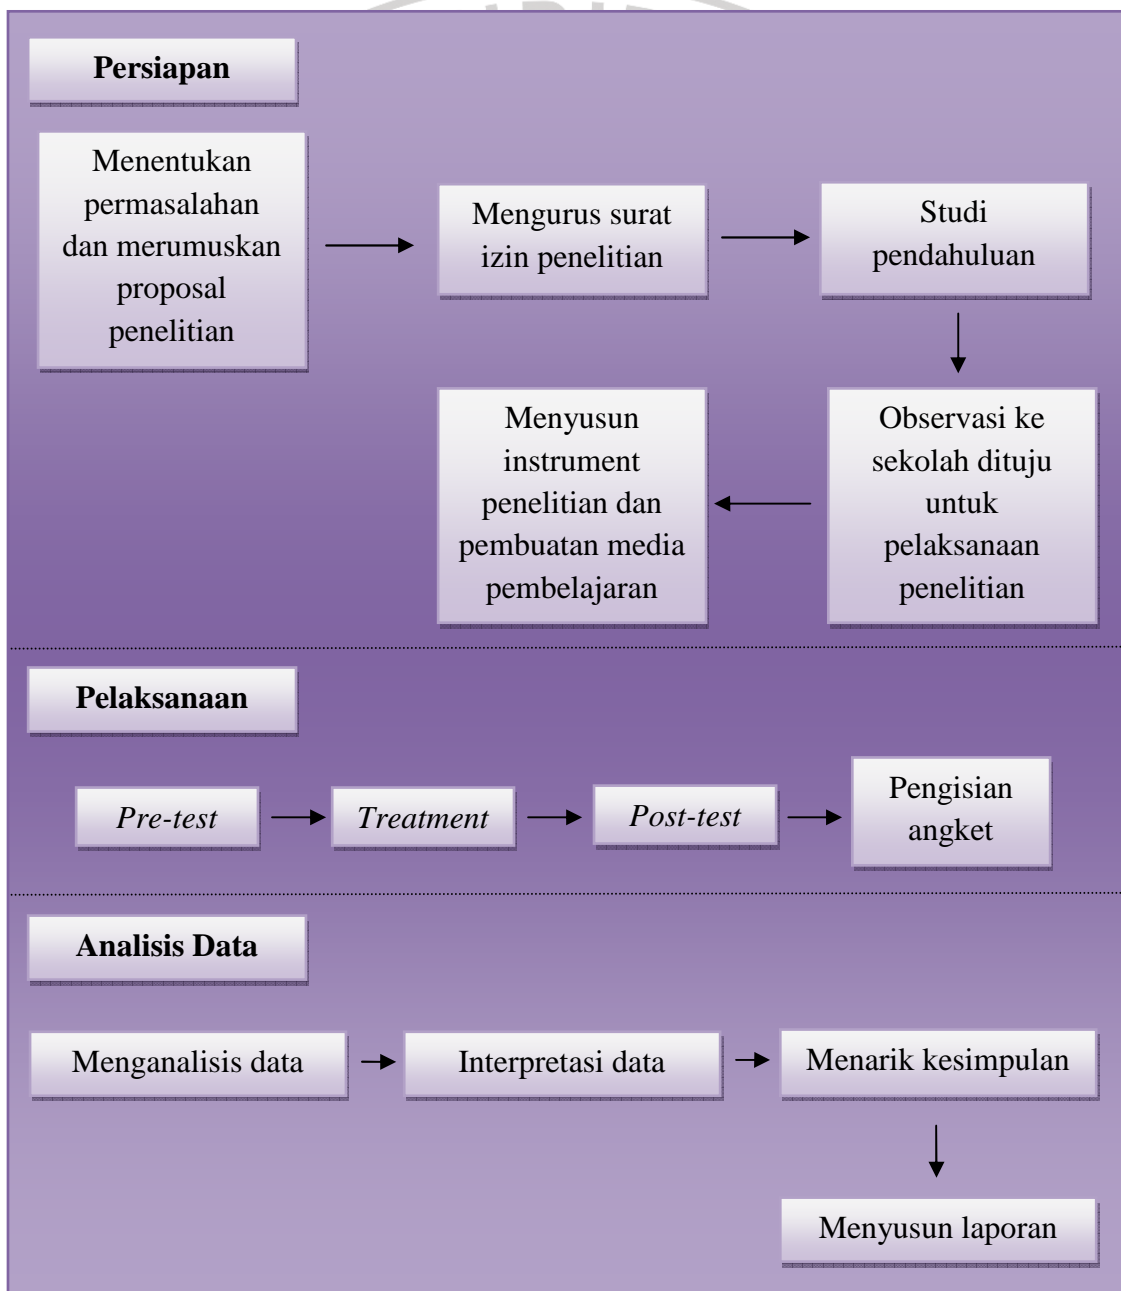 Persiapan
Menentukan
permasalahan
dan merumuskan
proposal
penelitian
Mengurus surat
izin penelitian
Studi
pendahuluan
Observasi ke
sekolah dituju
untuk
pelaksanaan
penelitian
Menyusun
instrument
penelitian dan
pembuatan media
pembelajaran
Pelaksanaan
Pre-test
Treatment
Post-test
Pengisian
angket
Analisis Data
Menganalisis data
Interpretasi data
Menarik kesimpulan
Menyusun laporan